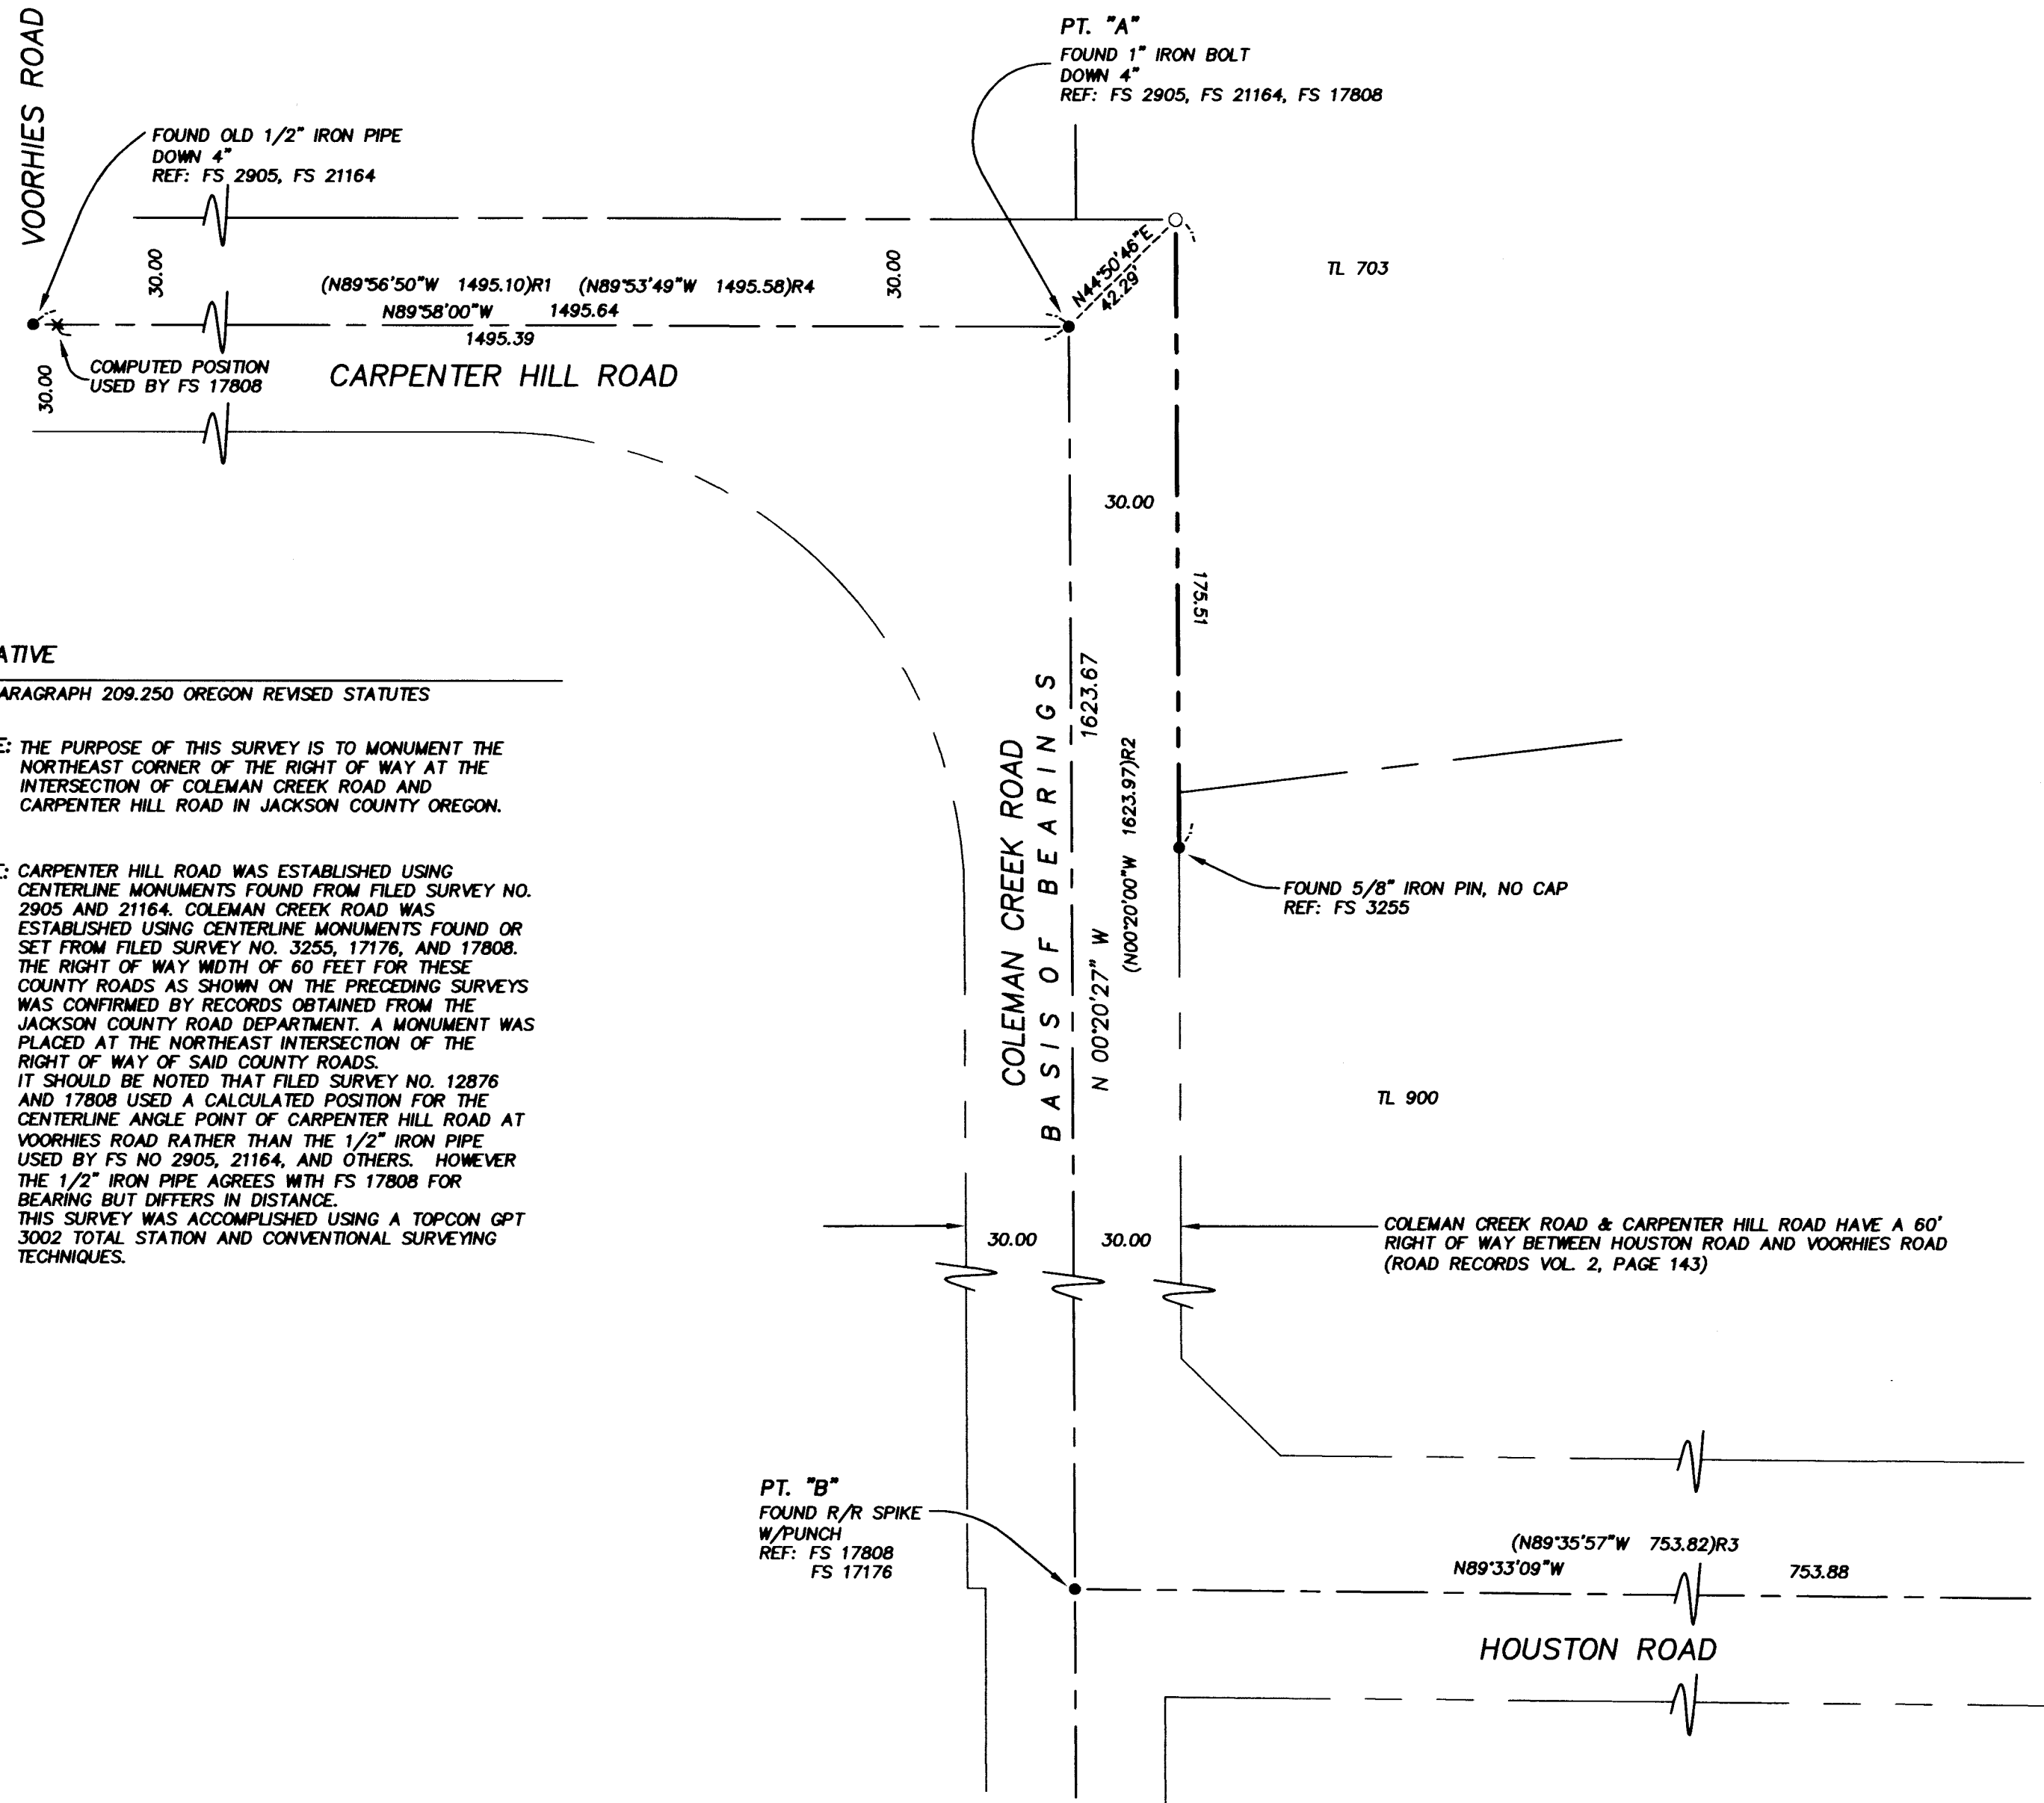 VOORHIES ROAD
PT. "A"
FOUND 1" IRON BOLT
DOWN 4"
REF: FS 2905, FS 21164, FS 17808
FOUND OLD 1/2" IRON PIPE
DOWN 4"
REF: FS 2905, FS 21164
30.00
(N89°56'50"W 1495.10)R1 (N89°53'49"W 1495.58)R4
N89°58'00"W 1495.64
1495.39
30.00
N44°50'46"E
42.29'
TL 703
30.00
COMPUTED POSITION
USED BY FS 17808
CARPENTER HILL ROAD
30.00
175.51
ATIVE
ARAGRAPH 209.250 OREGON REVISED STATUTES
E: THE PURPOSE OF THIS SURVEY IS TO MONUMENT THE
NORTHEAST CORNER OF THE RIGHT OF WAY AT THE
INTERSECTION OF COLEMAN CREEK ROAD AND
CARPENTER HILL ROAD IN JACKSON COUNTY OREGON.
E: CARPENTER HILL ROAD WAS ESTABLISHED USING
CENTERLINE MONUMENTS FOUND FROM FILED SURVEY NO.
2905 AND 21164. COLEMAN CREEK ROAD WAS
ESTABLISHED USING CENTERLINE MONUMENTS FOUND OR
SET FROM FILED SURVEY NO. 3255, 17176, AND 17808.
THE RIGHT OF WAY WIDTH OF 60 FEET FOR THESE
COUNTY ROADS AS SHOWN ON THE PRECEDING SURVEYS
WAS CONFIRMED BY RECORDS OBTAINED FROM THE
JACKSON COUNTY ROAD DEPARTMENT. A MONUMENT WAS
PLACED AT THE NORTHEAST INTERSECTION OF THE
RIGHT OF WAY OF SAID COUNTY ROADS.
IT SHOULD BE NOTED THAT FILED SURVEY NO. 12876
AND 17808 USED A CALCULATED POSITION FOR THE
CENTERLINE ANGLE POINT OF CARPENTER HILL ROAD AT
VOORHIES ROAD RATHER THAN THE 1/2" IRON PIPE
USED BY FS NO 2905, 21164, AND OTHERS. HOWEVER
THE 1/2" IRON PIPE AGREES WITH FS 17808 FOR
BEARING BUT DIFFERS IN DISTANCE.
THIS SURVEY WAS ACCOMPLISHED USING A TOPCON GPT
3002 TOTAL STATION AND CONVENTIONAL SURVEYING
TECHNIQUES.
COLEMAN CREEK ROAD
BASIS OF BEARINGS
N 00°20'27" W 1623.67
(N00°20'00"W 1623.97)R2
FOUND 5/8" IRON PIN, NO CAP
REF: FS 3255
TL 900
30.00
30.00
COLEMAN CREEK ROAD & CARPENTER HILL ROAD HAVE A 60'
RIGHT OF WAY BETWEEN HOUSTON ROAD AND VOORHIES ROAD
(ROAD RECORDS VOL. 2, PAGE 143)
PT. "B"
FOUND R/R SPIKE
W/PUNCH
REF: FS 17808
FS 17176
(N89°35'57"W 753.82)R3
N89°33'09"W 753.88
HOUSTON ROAD